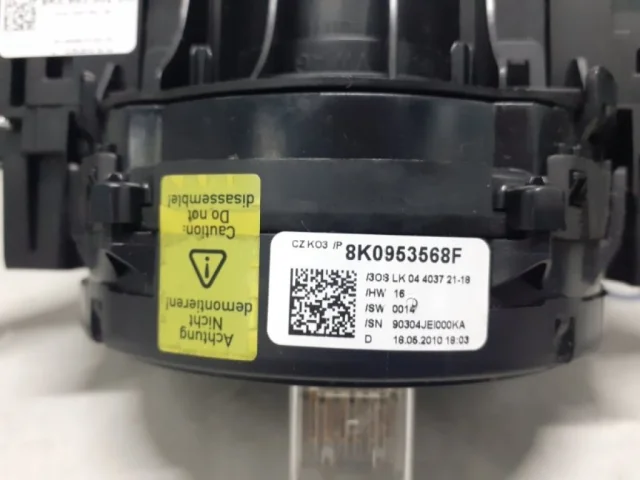 Caution:
Do not
disassemble!
Achtung
Nicht
demontieren!
CZ K03 /P 8K0953568F
/3OS LK 04 4037 21-18
/HW 16
/SW 0014
/SN 90304JEI000KA
D 18.05.2010 18:03